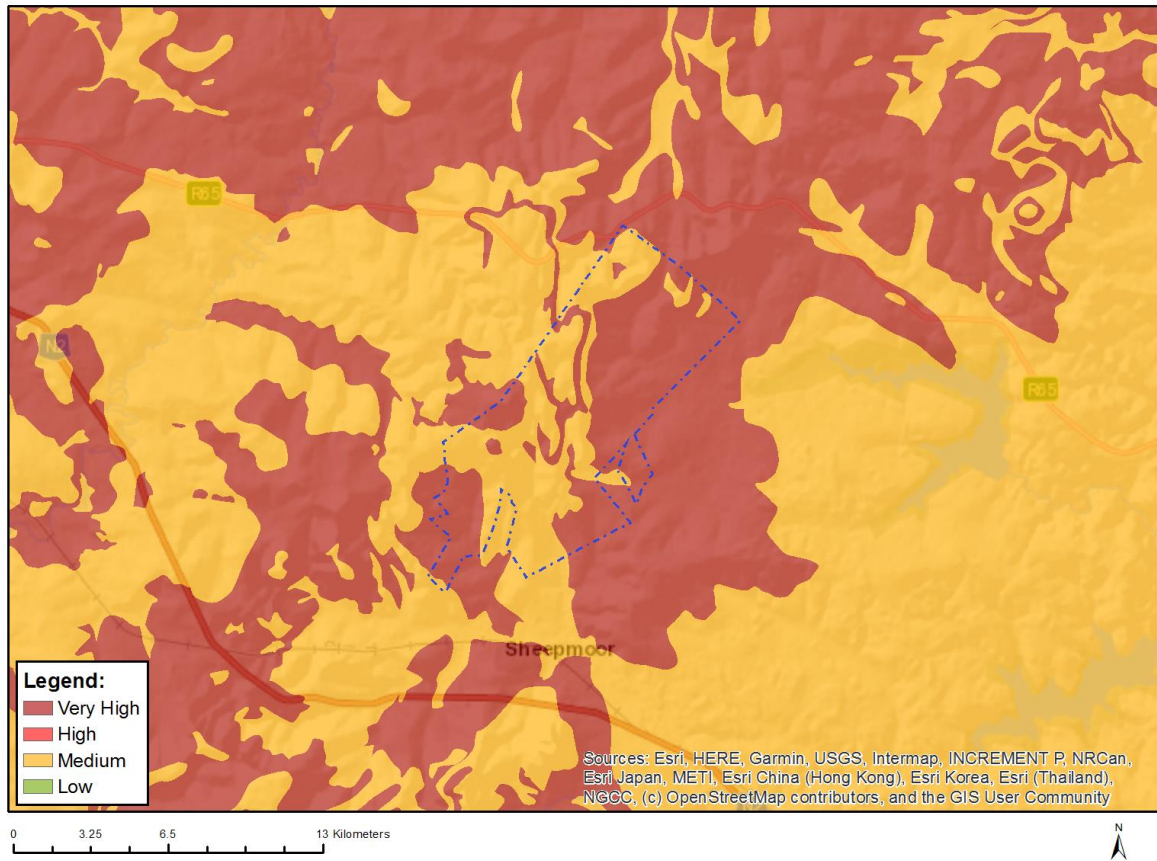 R65
N2
R65
Sheepmoor
Legend:
Very High
High
Medium
Low
Sources: Esri, HERE, Garmin, USGS, Intermap, INCREMENT P, NRCan,
Esri Japan, METI, Esri China (Hong Kong), Esri Korea, Esri (Thailand),
NGCC, (c) OpenStreetMap contributors, and the GIS User Community
0 3.25 6.5 13 Kilometers
N